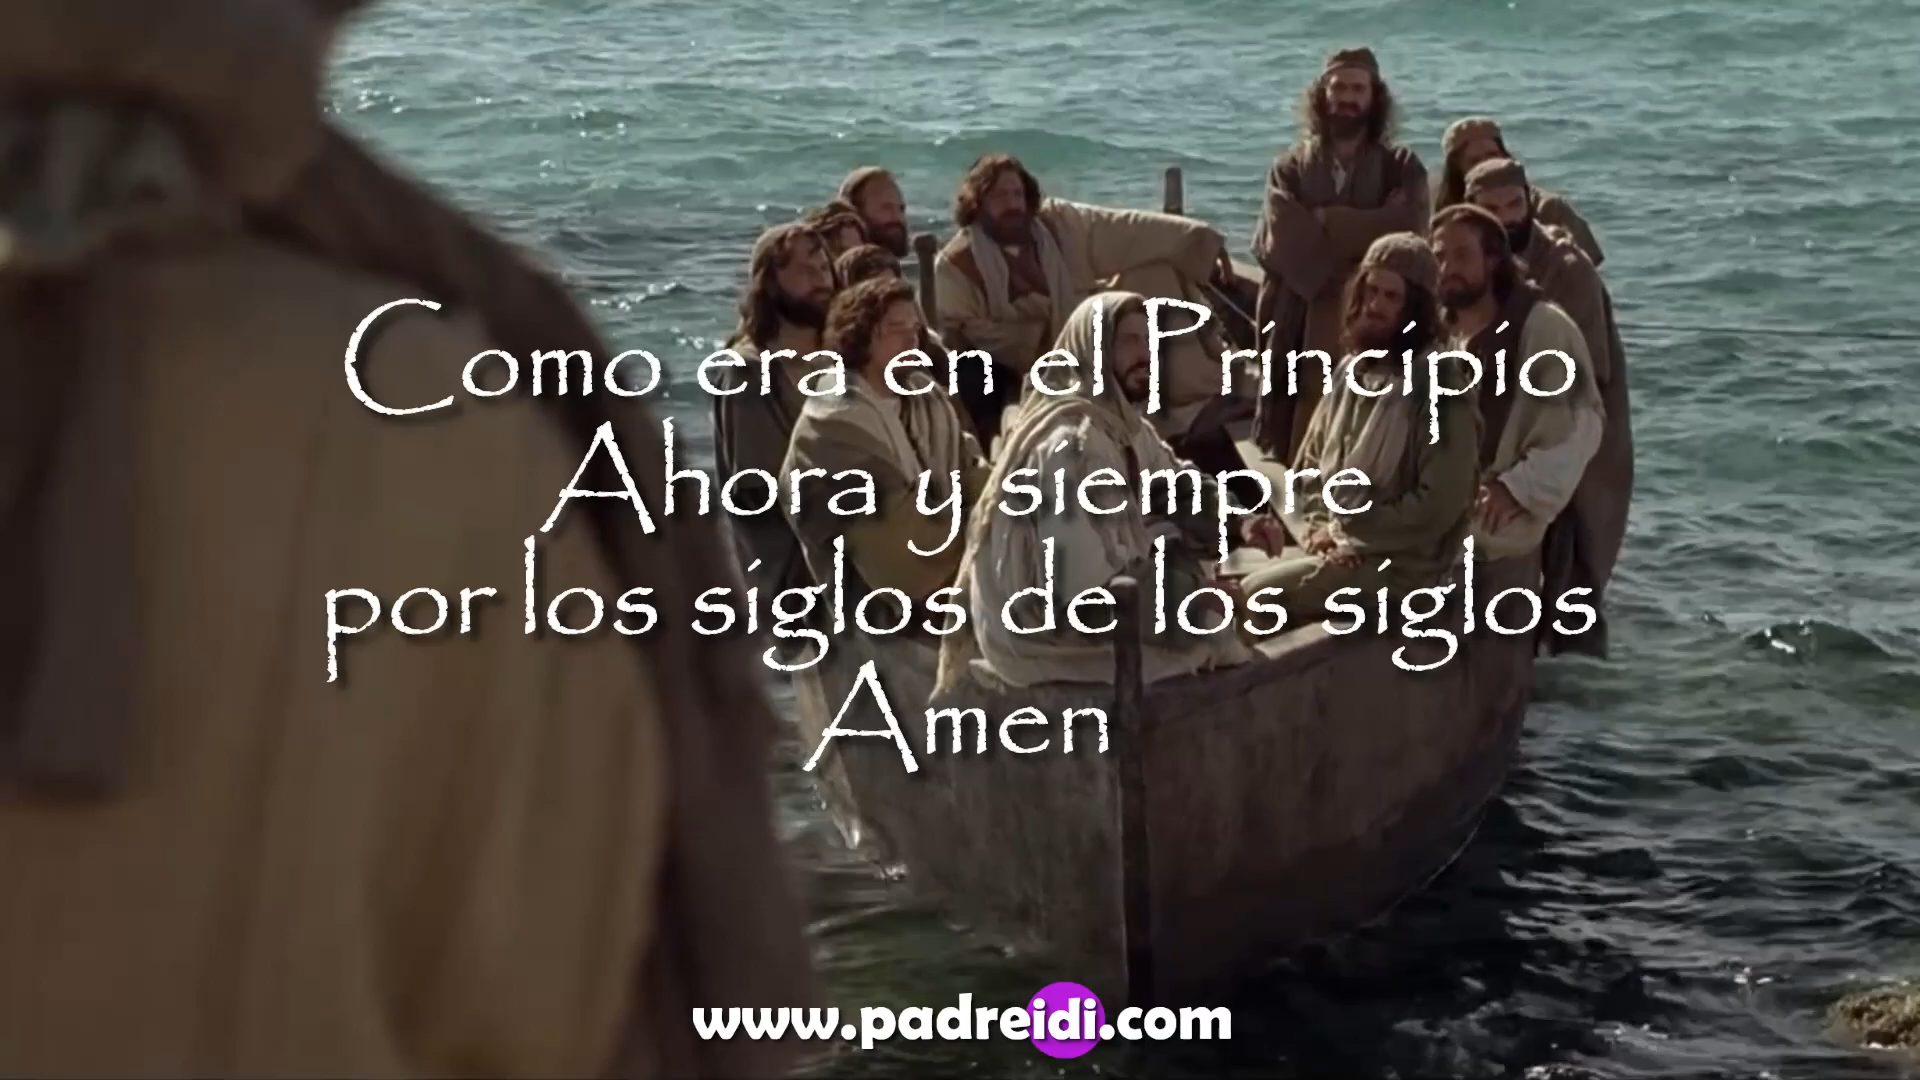 Como era en el Principio
Ahora y siempre
por los siglos de los siglos
Amen
www.padreidi.com